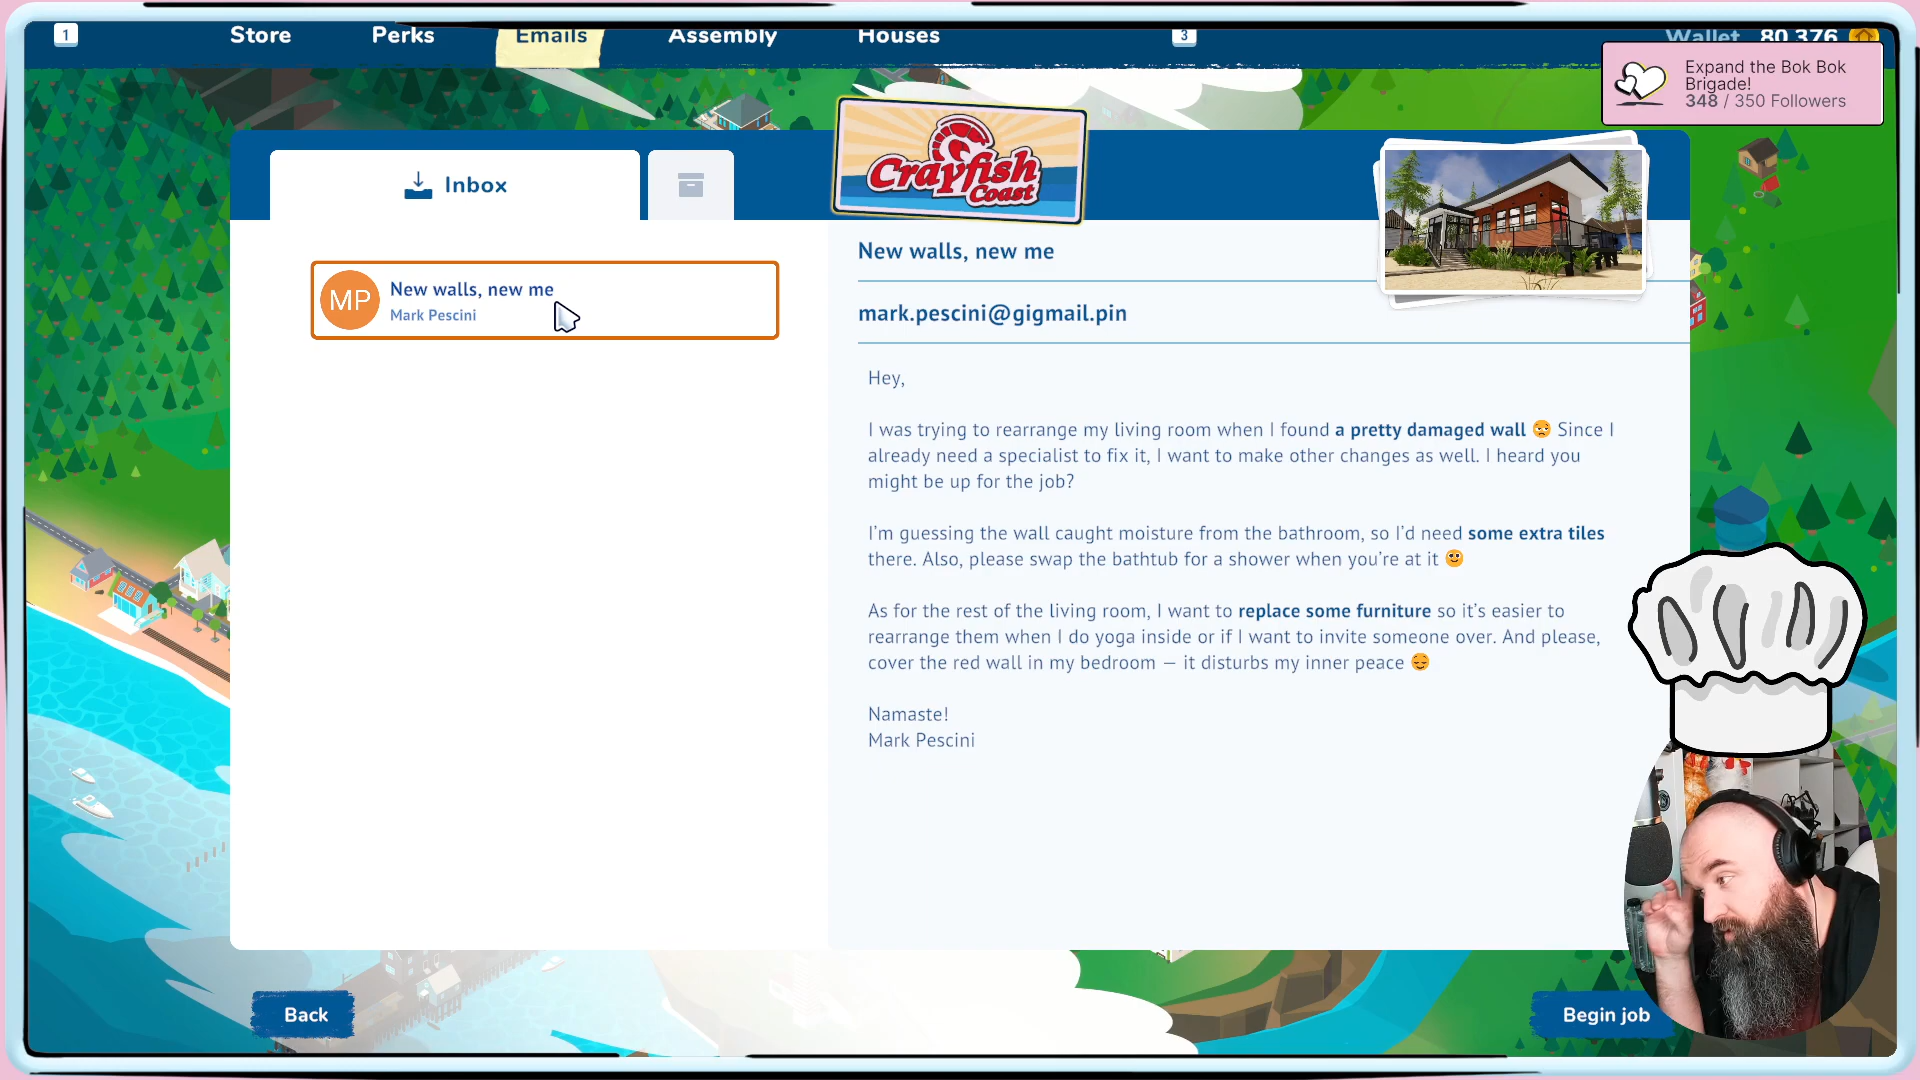 1
Store
Perks
Emails
Assembly
Houses
3
Wallet 80 376
Expand the Bok Bok
Brigade!
348 / 350 Followers
Inbox
Crayfish
Coast
MP
New walls, new me
Mark Pescini
New walls, new me
mark.pescini@gigmail.pin
Hey,
I was trying to rearrange my living room when I found a pretty damaged wall 😟 Since I
already need a specialist to fix it, I want to make other changes as well. I heard you
might be up for the job?
I'm guessing the wall caught moisture from the bathroom, so I'd need some extra tiles
there. Also, please swap the bathtub for a shower when you're at it 🙂
As for the rest of the living room, I want to replace some furniture so it's easier to
rearrange them when I do yoga inside or if I want to invite someone over. And please,
cover the red wall in my bedroom — it disturbs my inner peace 😌
Namaste!
Mark Pescini
Back
Begin job